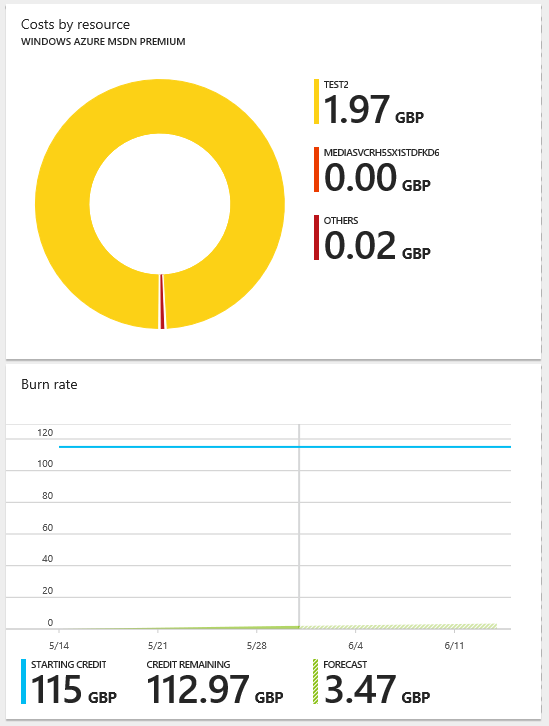 Costs by resource
WINDOWS AZURE MSDN PREMIUM
TEST2
1.97 GBP
MEDIASVCRH5SX1STDFKD6
0.00 GBP
OTHERS
0.02 GBP
Burn rate
120
100
80
60
40
20
0
5/14 5/21 5/28 6/4 6/11
STARTING CREDIT CREDIT REMAINING FORECAST
115 GBP 112.97 GBP 3.47 GBP